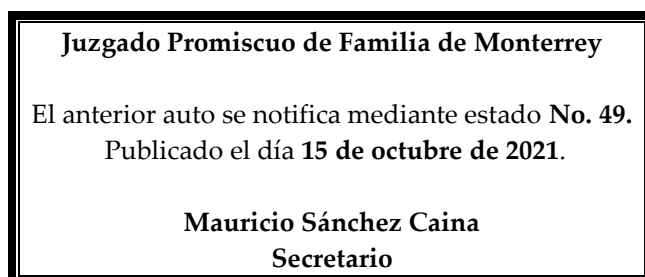 Juzgado Promiscuo de Familia de Monterrey
El anterior auto se notifica mediante estado No. 49.
Publicado el día 15 de octubre de 2021.
Mauricio Sánchez Caina
Secretario